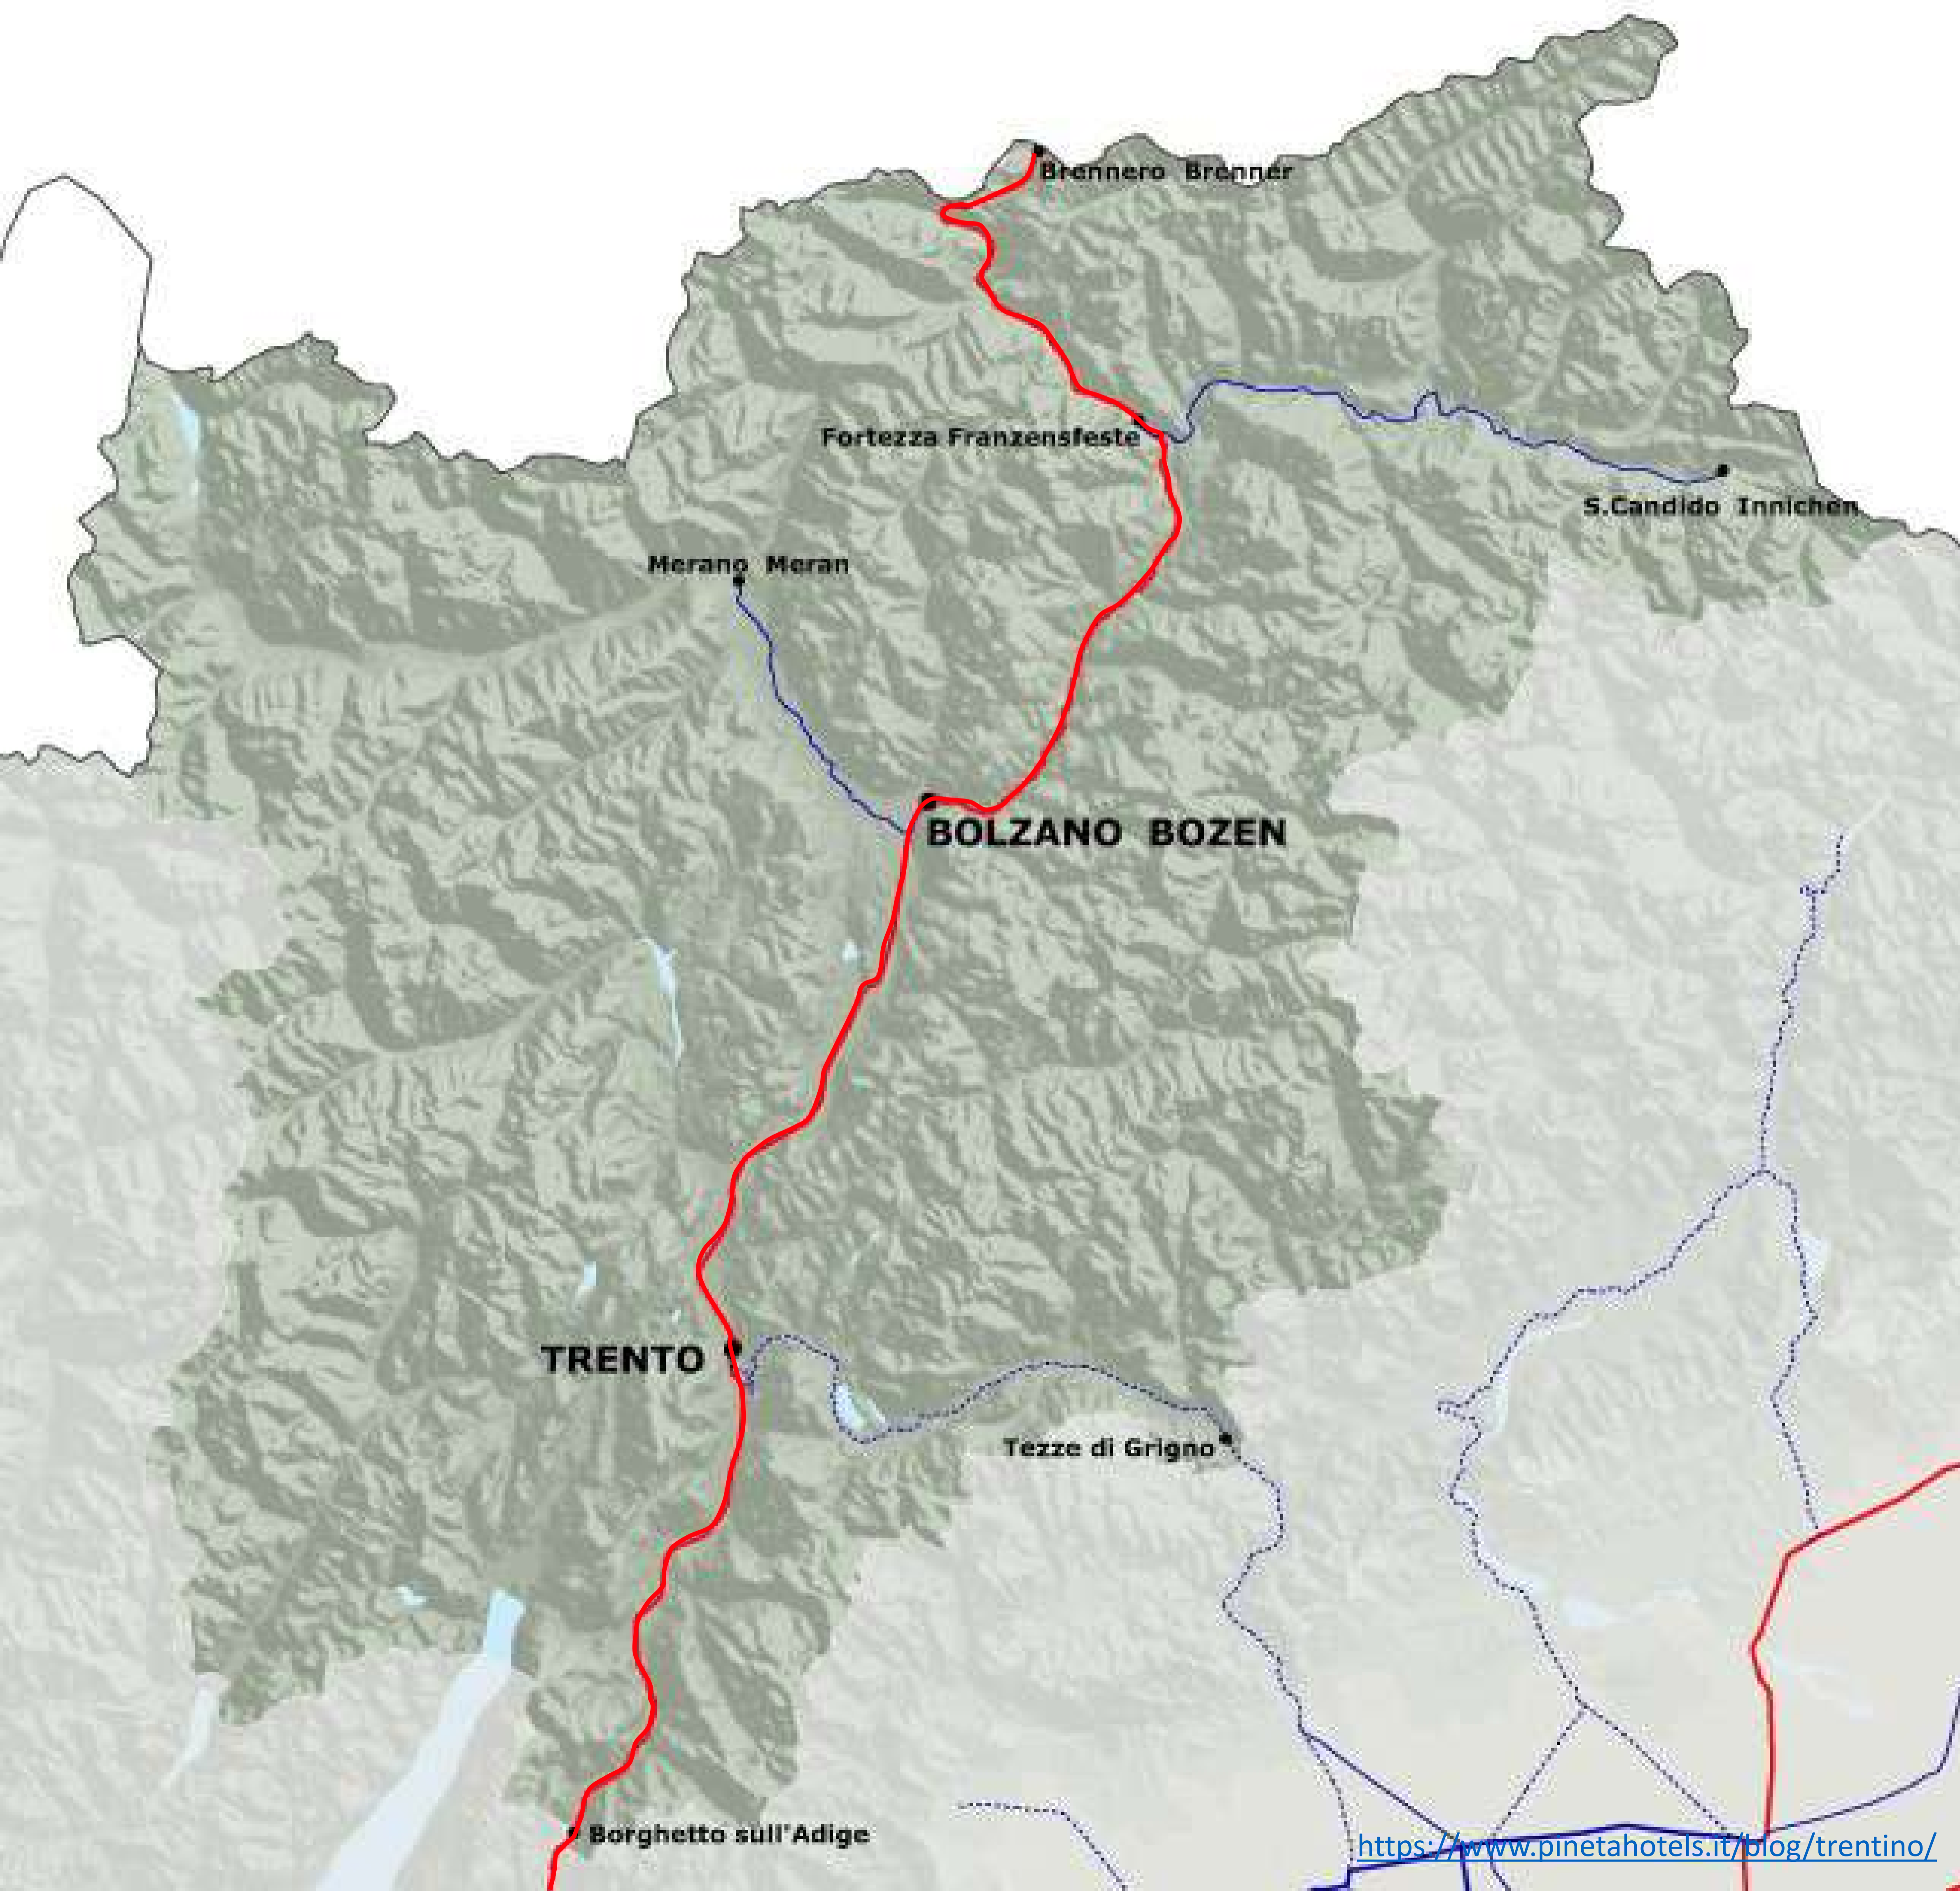 Brennero Brenner
Fortezza Franzensfeste
S.Candido Innichen
Merano Meran
BOLZANO BOZEN
TRENTO
Tezze di Grigno
Borghetto sull'Adige
https://www.pinetahotels.it/blog/trentino/